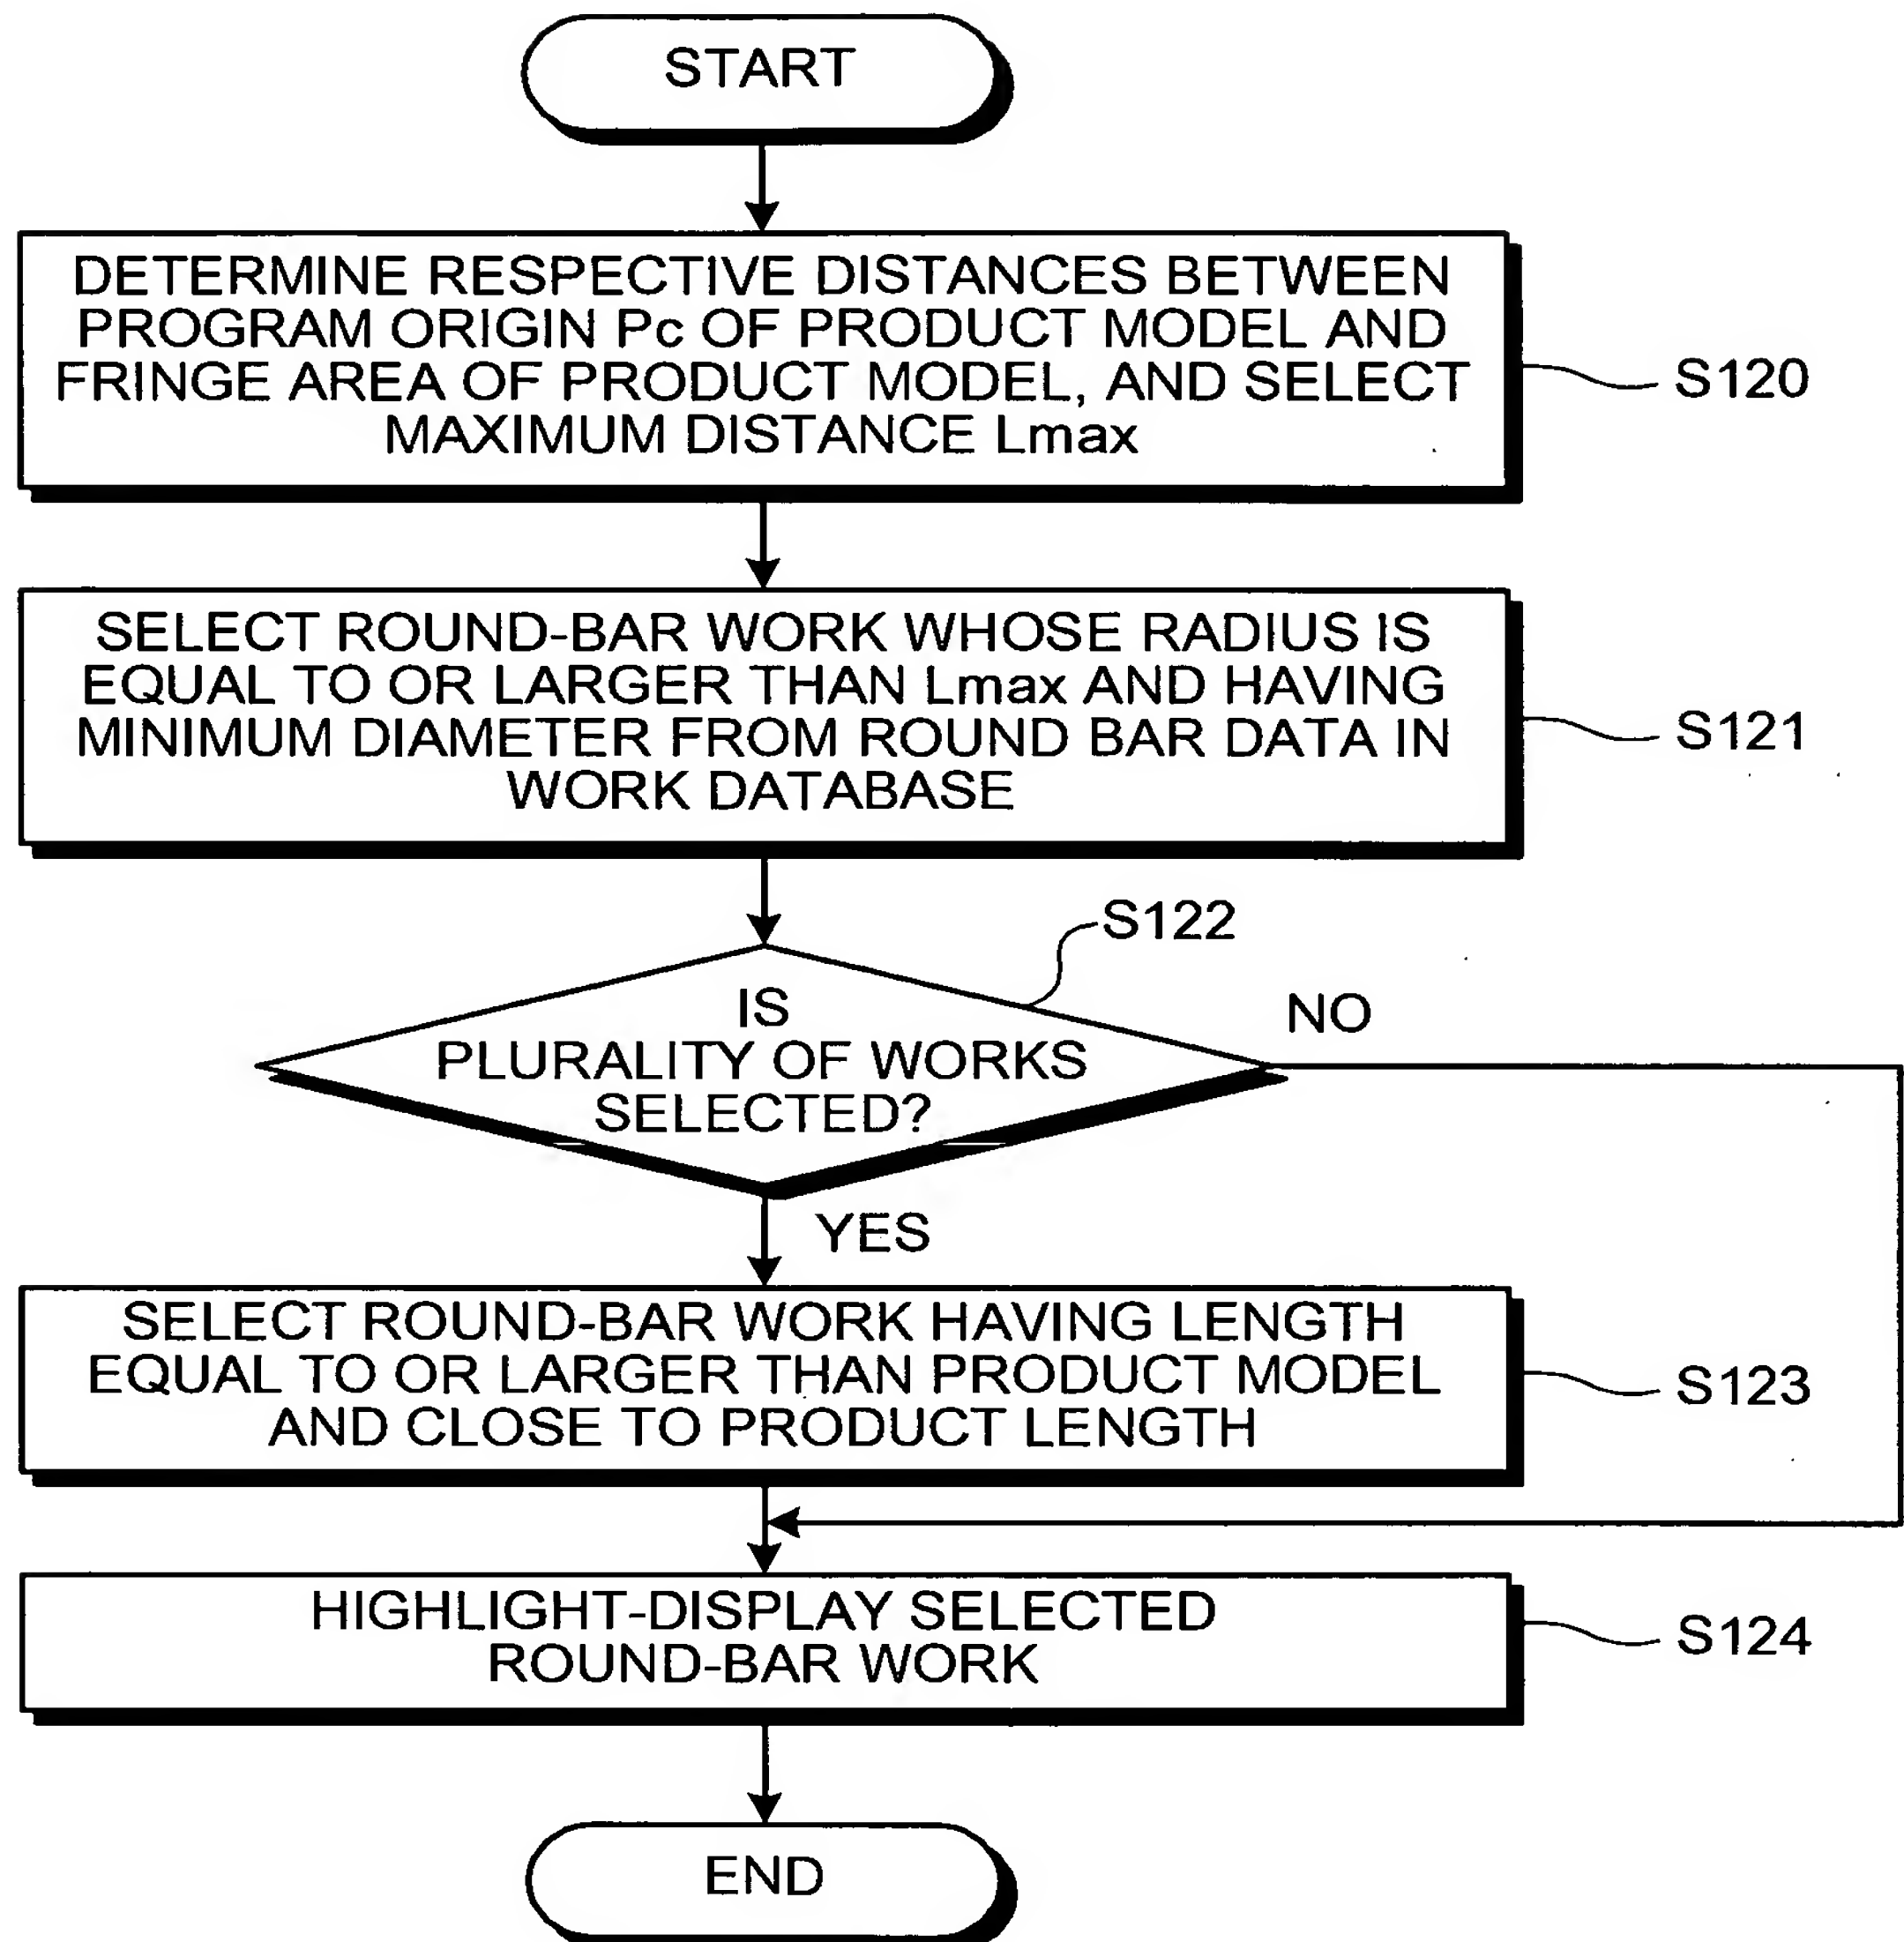 START
DETERMINE RESPECTIVE DISTANCES BETWEEN
PROGRAM ORIGIN Pc OF PRODUCT MODEL AND
FRINGE AREA OF PRODUCT MODEL, AND SELECT
MAXIMUM DISTANCE Lmax
S120
SELECT ROUND-BAR WORK WHOSE RADIUS IS
EQUAL TO OR LARGER THAN Lmax AND HAVING
MINIMUM DIAMETER FROM ROUND BAR DATA IN
WORK DATABASE
S121
S122
IS
PLURALITY OF WORKS
SELECTED?
NO
YES
SELECT ROUND-BAR WORK HAVING LENGTH
EQUAL TO OR LARGER THAN PRODUCT MODEL
AND CLOSE TO PRODUCT LENGTH
S123
HIGHLIGHT-DISPLAY SELECTED
ROUND-BAR WORK
S124
END